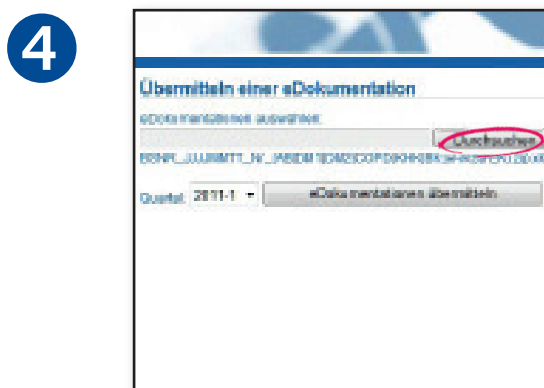 4
Übermitteln einer eDokumentation
eDokumentationen auswählen:
Durchsuchen
Quartal: 2011-1 eDokumentationen übermitteln